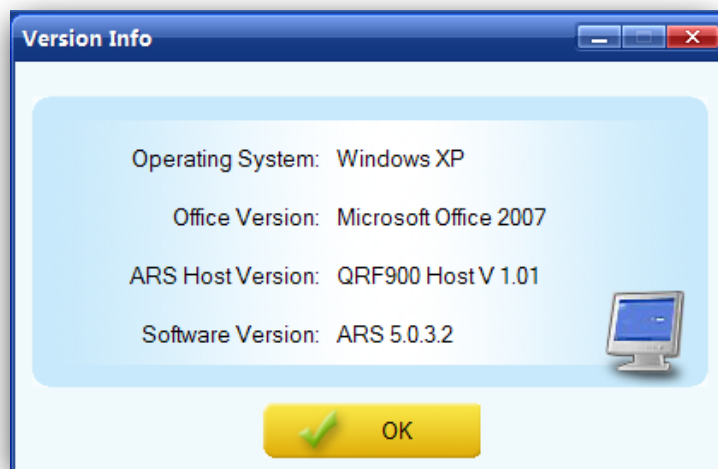 Version Info
Operating System: Windows XP
Office Version: Microsoft Office 2007
ARS Host Version: QRF900 Host V 1.01
Software Version: ARS 5.0.3.2
OK